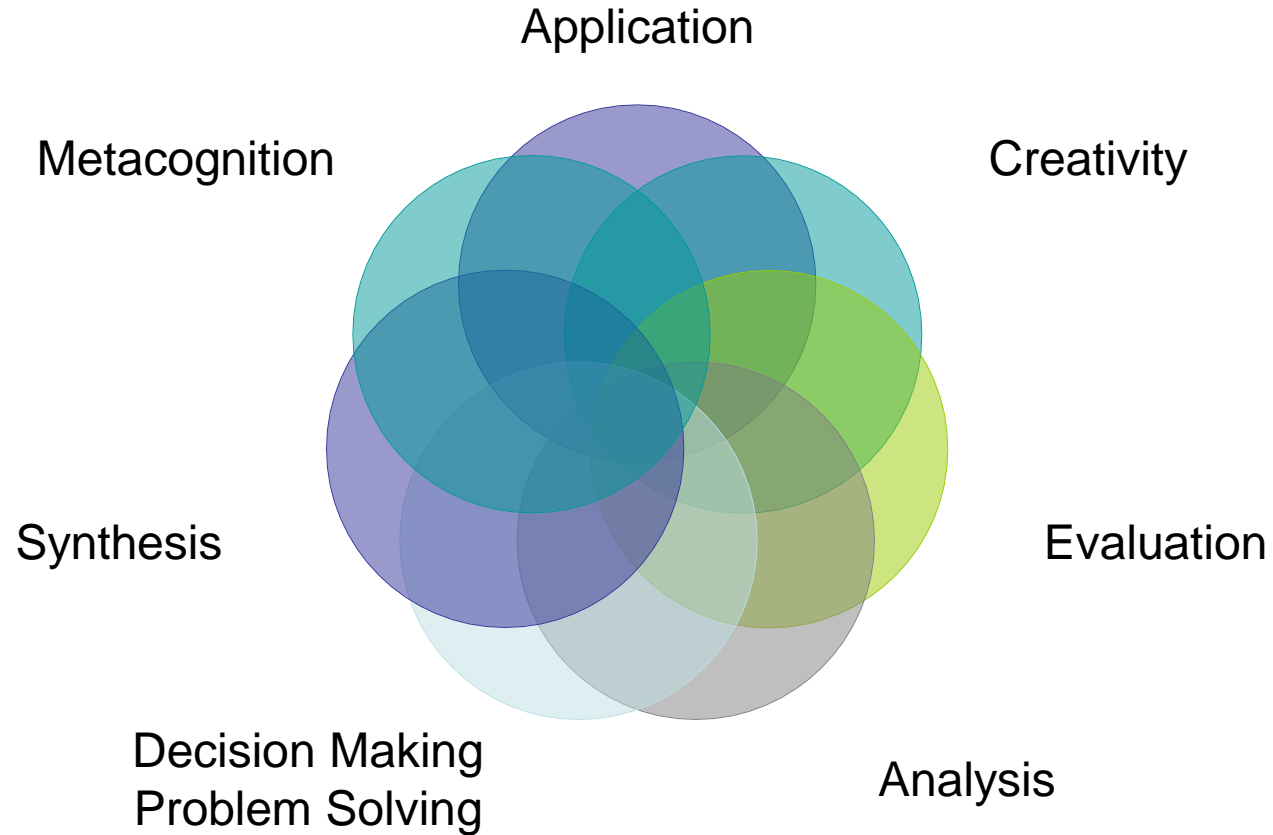 Application
Metacognition
Creativity
Synthesis
Evaluation
Decision Making
Problem Solving
Analysis